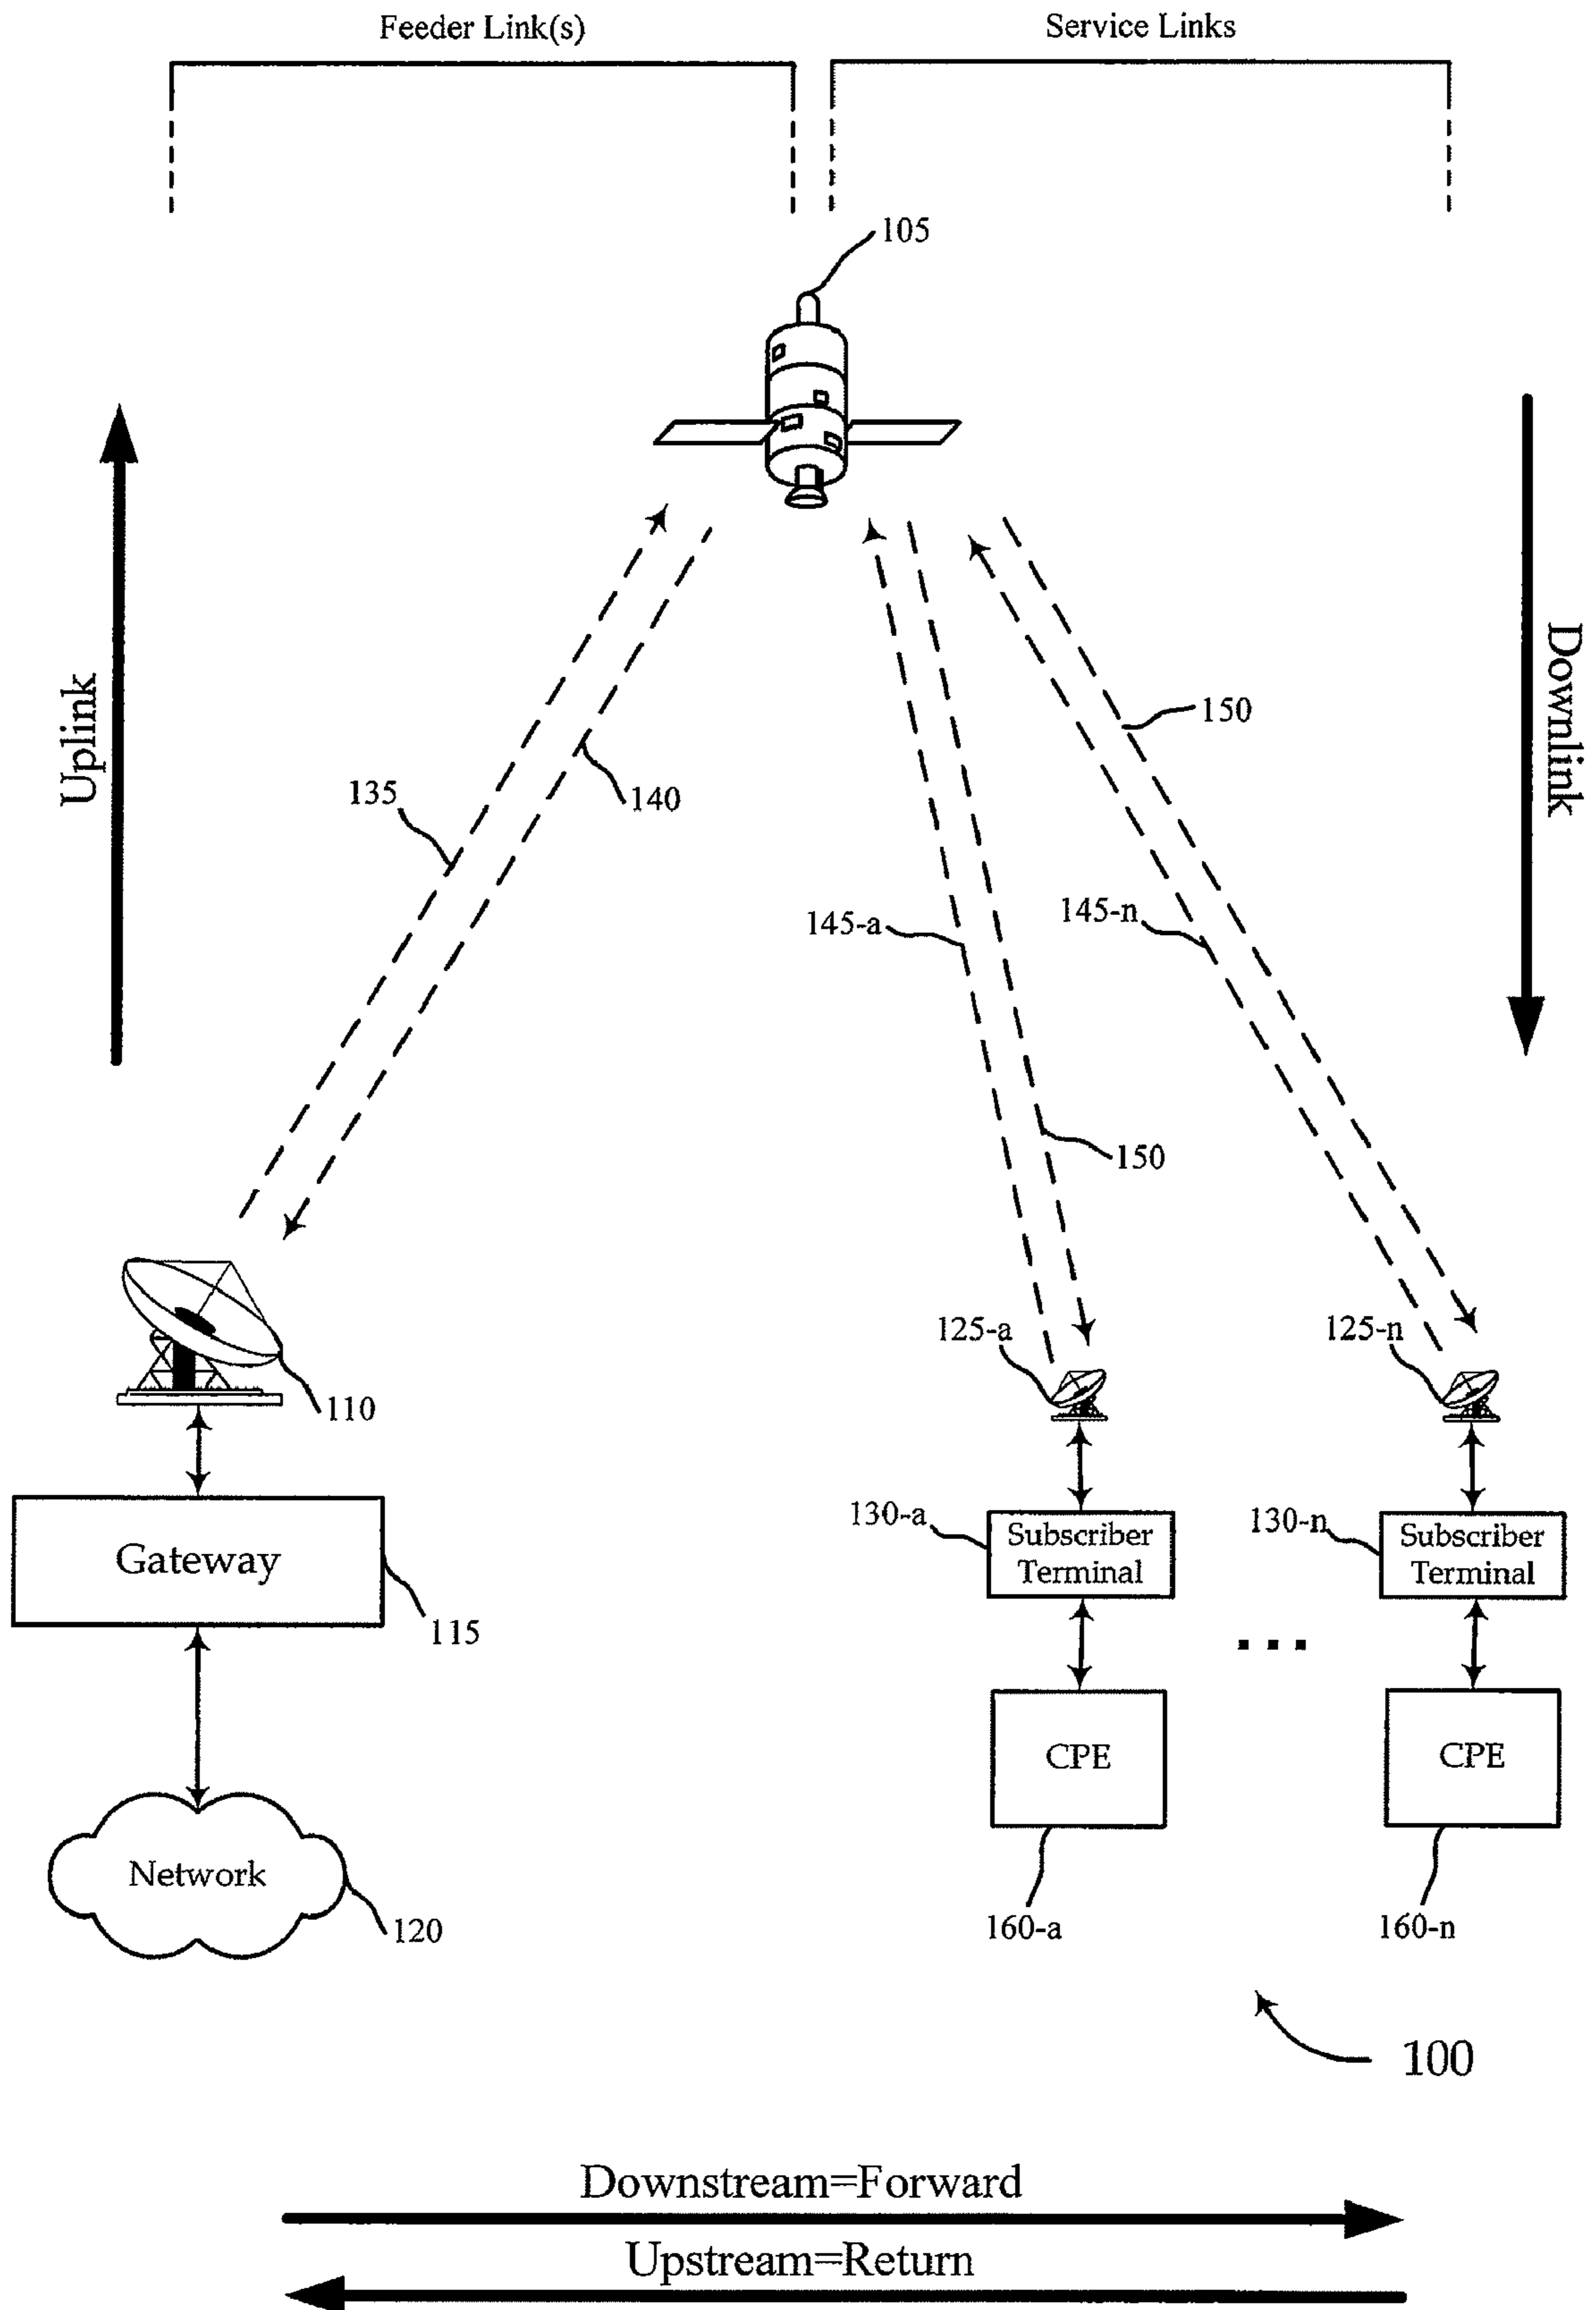 Feeder Link(s)
Service Links
105
Uplink
Downlink
150
135
140
145-a
145-n
150
125-a
125-n
110
130-a
Subscriber
Terminal
130-n
Subscriber
Terminal
Gateway
115
CPE
CPE
Network
120
160-a
160-n
100
Downstream=Forward
Upstream=Return